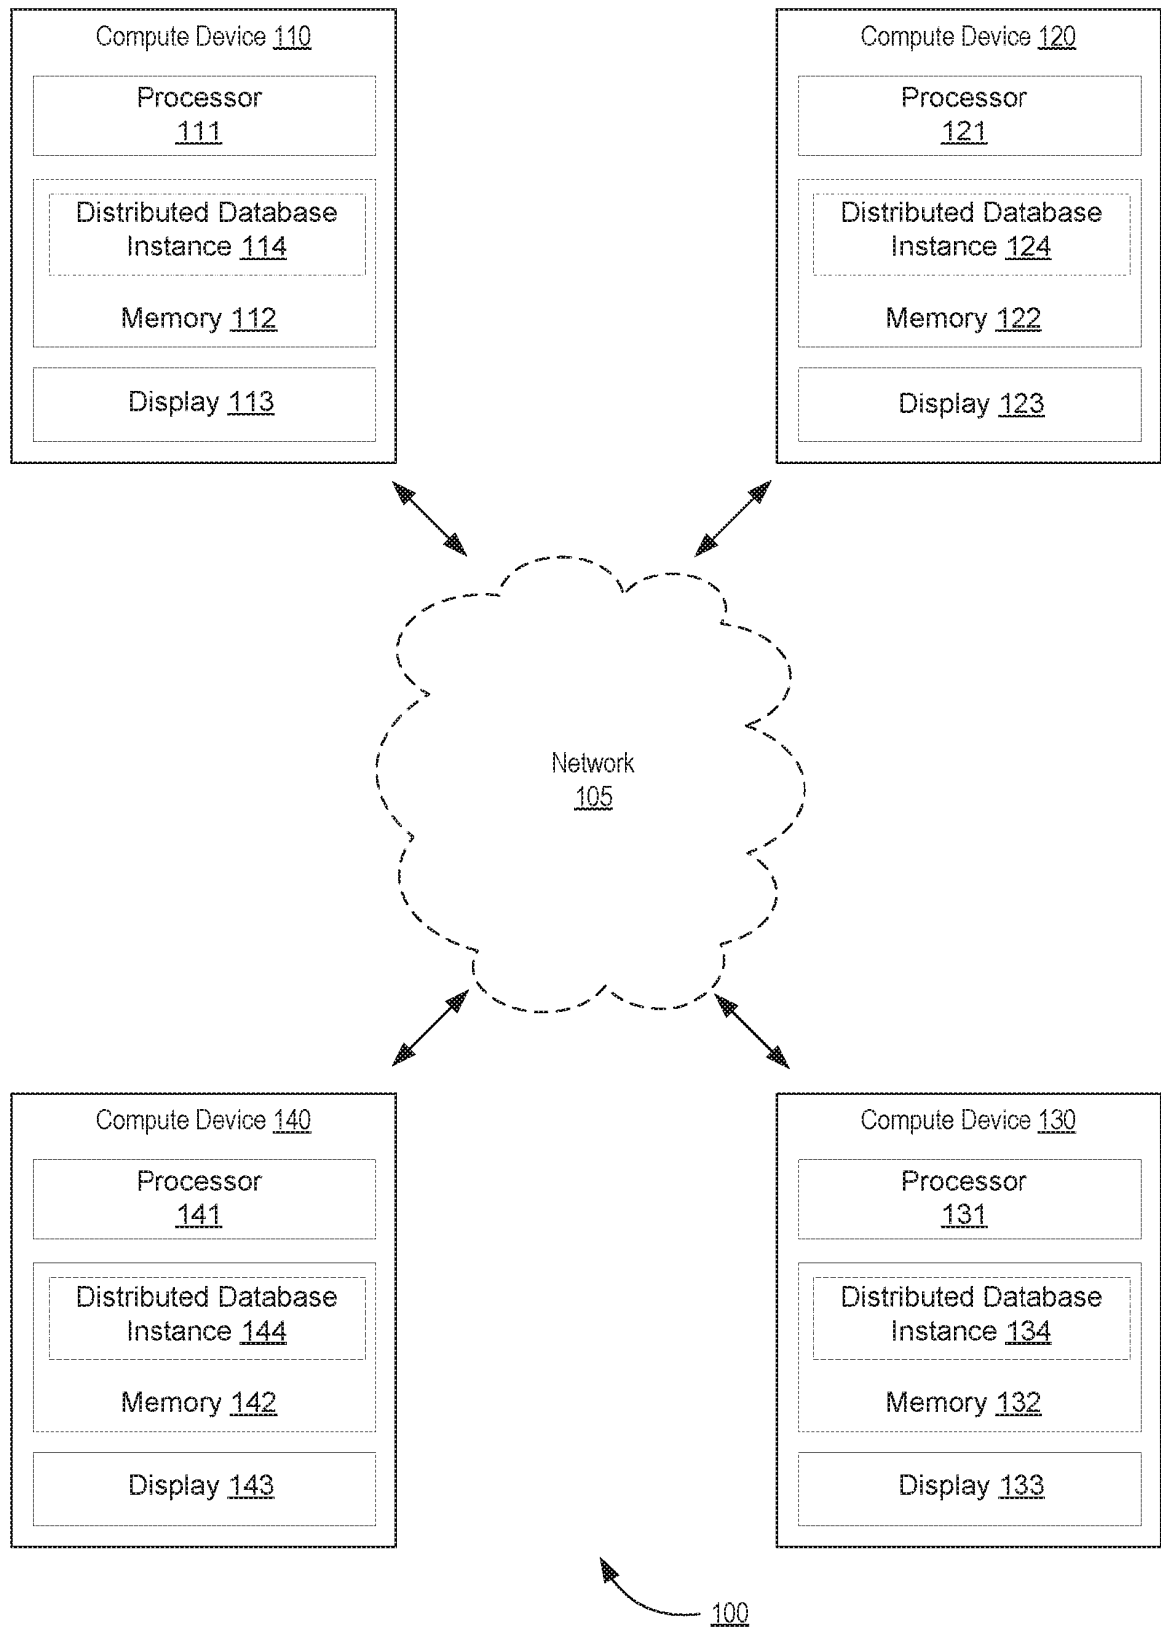 Compute Device 110
Processor
111
Distributed Database
Instance 114
Memory 112
Display 113
Compute Device 120
Processor
121
Distributed Database
Instance 124
Memory 122
Display 123
Network
105
Compute Device 140
Processor
141
Distributed Database
Instance 144
Memory 142
Display 143
Compute Device 130
Processor
131
Distributed Database
Instance 134
Memory 132
Display 133
100